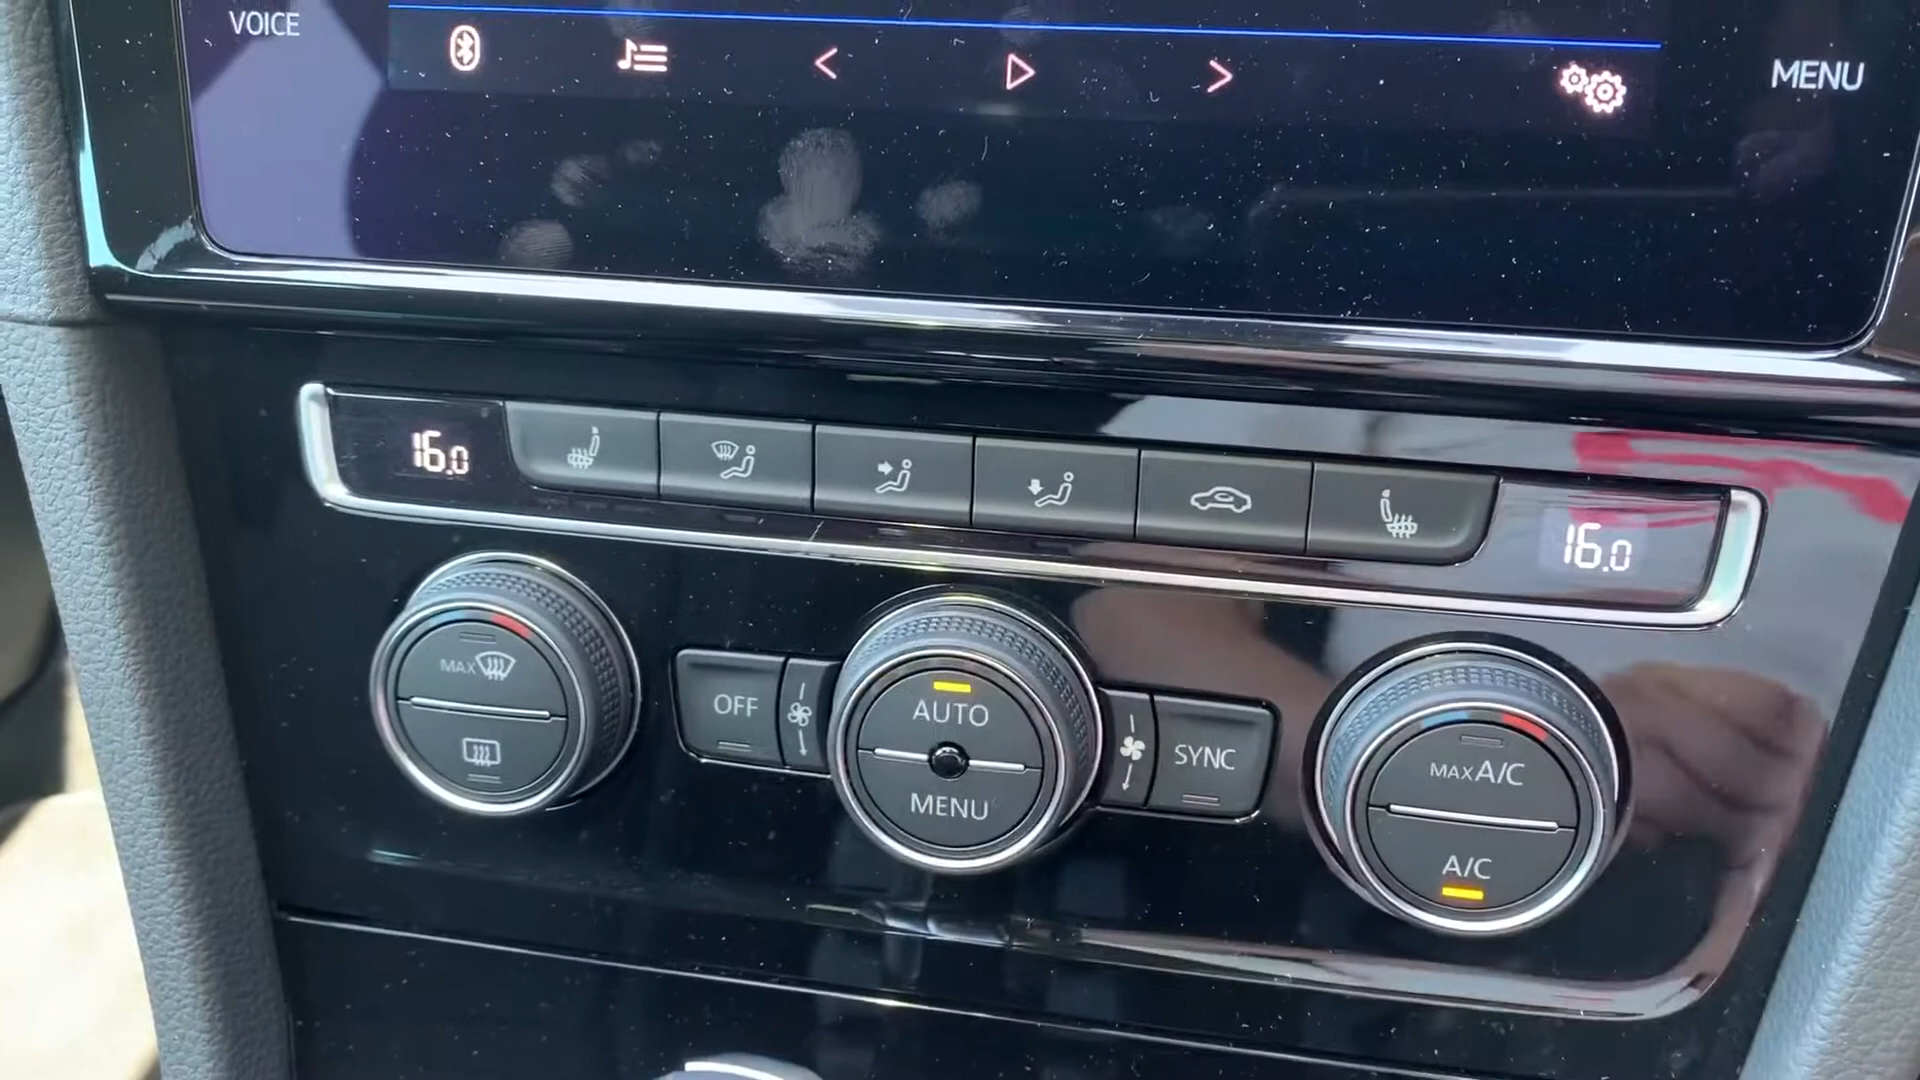 VOICE
MENU
16.0
16.0
MAX
OFF
AUTO
MENU
SYNC
MAX A/C
A/C